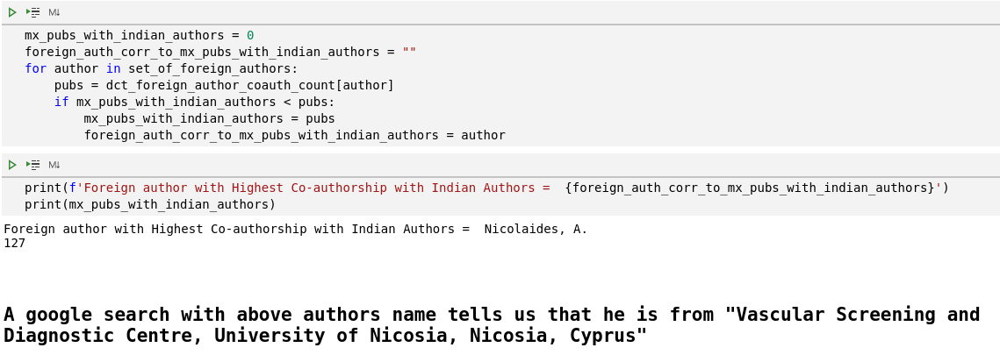 M↓
mx_pubs_with_indian_authors = 0
foreign_auth_corr_to_mx_pubs_with_indian_authors = ""
for author in set_of_foreign_authors:
    pubs = dct_foreign_author_coauth_count[author]
    if mx_pubs_with_indian_authors < pubs:
        mx_pubs_with_indian_authors = pubs
        foreign_auth_corr_to_mx_pubs_with_indian_authors = author
M↓
print(f'Foreign author with Highest Co-authorship with Indian Authors =  {foreign_auth_corr_to_mx_pubs_with_indian_authors}')
print(mx_pubs_with_indian_authors)
Foreign author with Highest Co-authorship with Indian Authors =  Nicolaides, A.
127
A google search with above authors name tells us that he is from "Vascular Screening and
Diagnostic Centre, University of Nicosia, Nicosia, Cyprus"